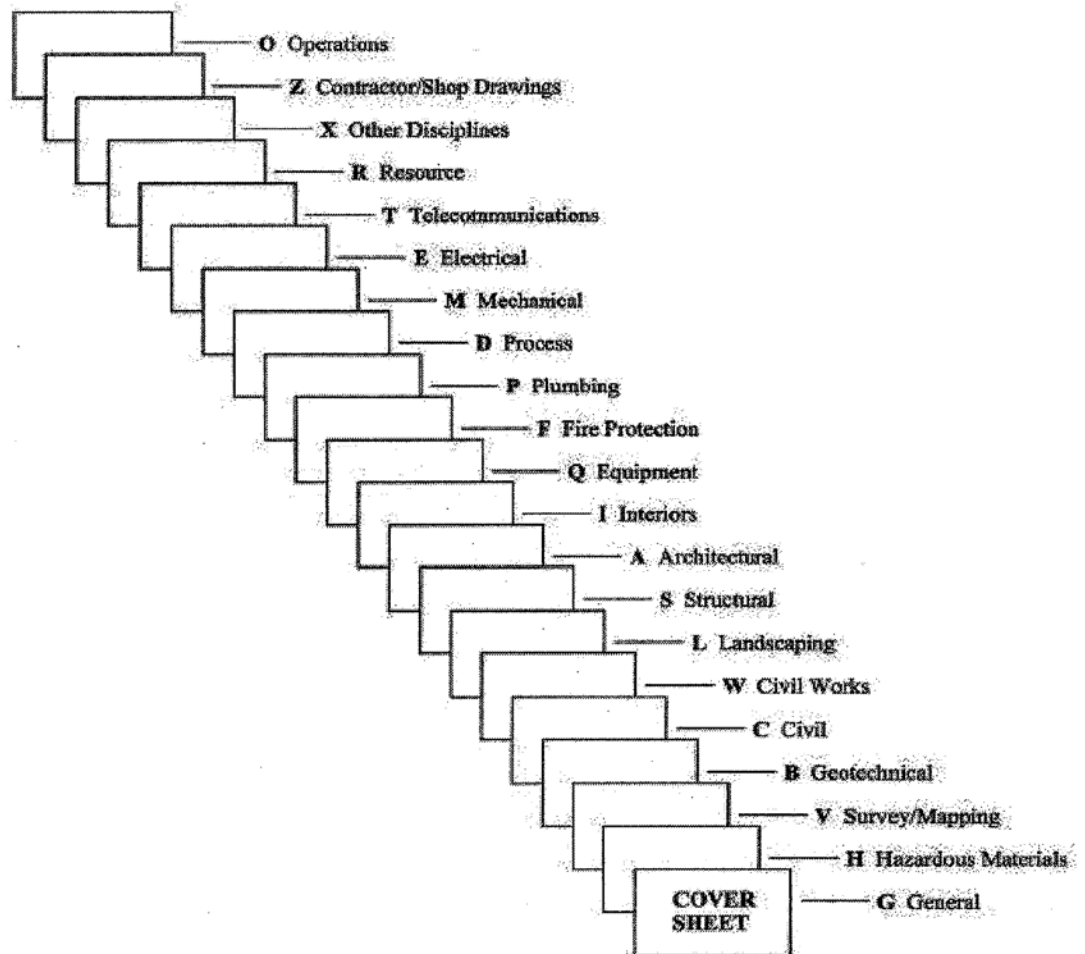 O Operations
Z Contractor/Shop Drawings
X Other Disciplines
R Resource
T Telecommunications
E Electrical
M Mechanical
D Process
P Plumbing
F Fire Protection
Q Equipment
I Interiors
A Architectural
S Structural
L Landscaping
W Civil Works
C Civil
B Geotechnical
V Survey/Mapping
H Hazardous Materials
G General
COVER
SHEET